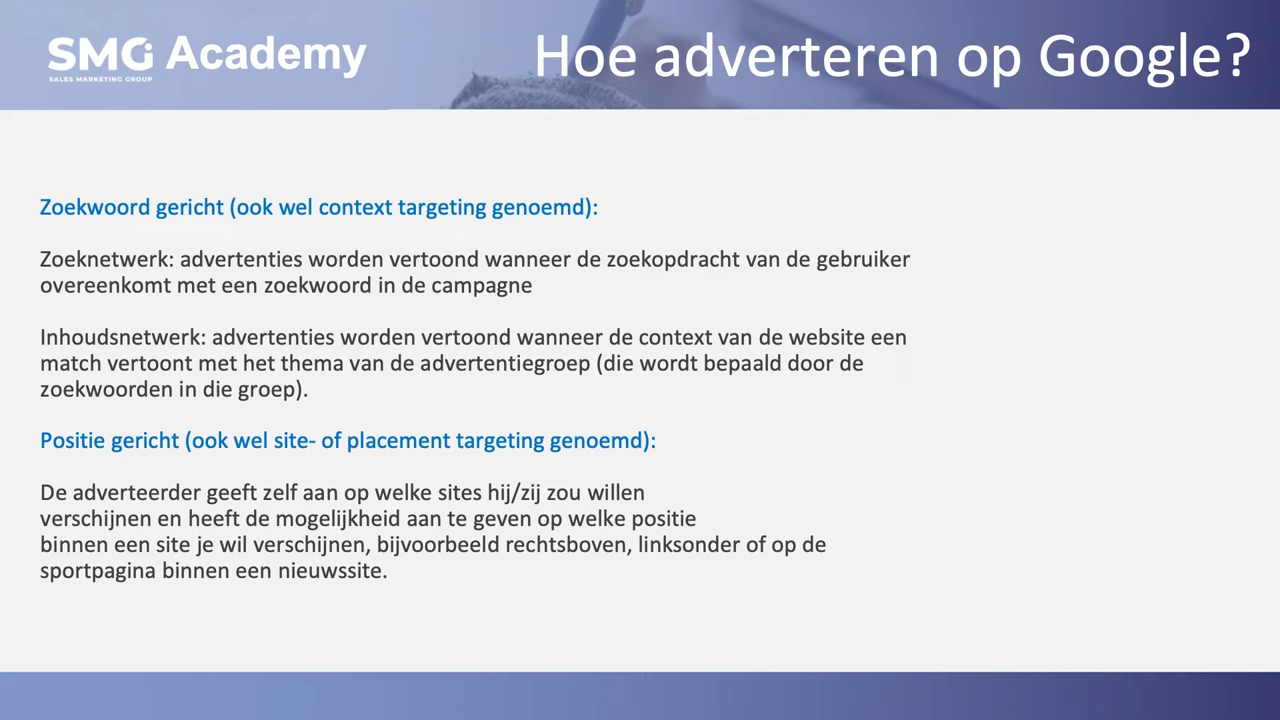 SMG Academy
SALES MARKETING GROUP
Hoe adverteren op Google?
Zoekwoord gericht (ook wel context targeting genoemd):
Zoeknetwerk: advertenties worden vertoond wanneer de zoekopdracht van de gebruiker
overeenkomt met een zoekwoord in de campagne
Inhoudsnetwerk: advertenties worden vertoond wanneer de context van de website een
match vertoont met het thema van de advertentiegroep (die wordt bepaald door de
zoekwoorden in die groep).
Positie gericht (ook wel site- of placement targeting genoemd):
De adverteerder geeft zelf aan op welke sites hij/zij zou willen
verschijnen en heeft de mogelijkheid aan te geven op welke positie
binnen een site je wil verschijnen, bijvoorbeeld rechtsboven, linksonder of op de
sportpagina binnen een nieuwssite.